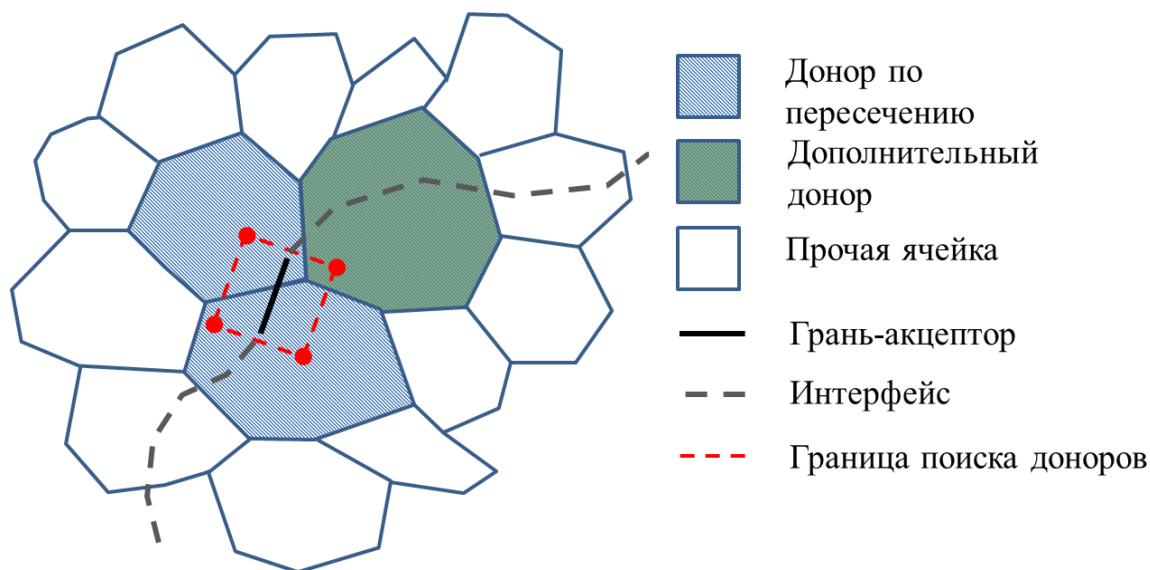 Донор по
пересечению
Дополнительный
донор
Прочая ячейка
Грань-акцептор
Интерфейс
Граница поиска доноров